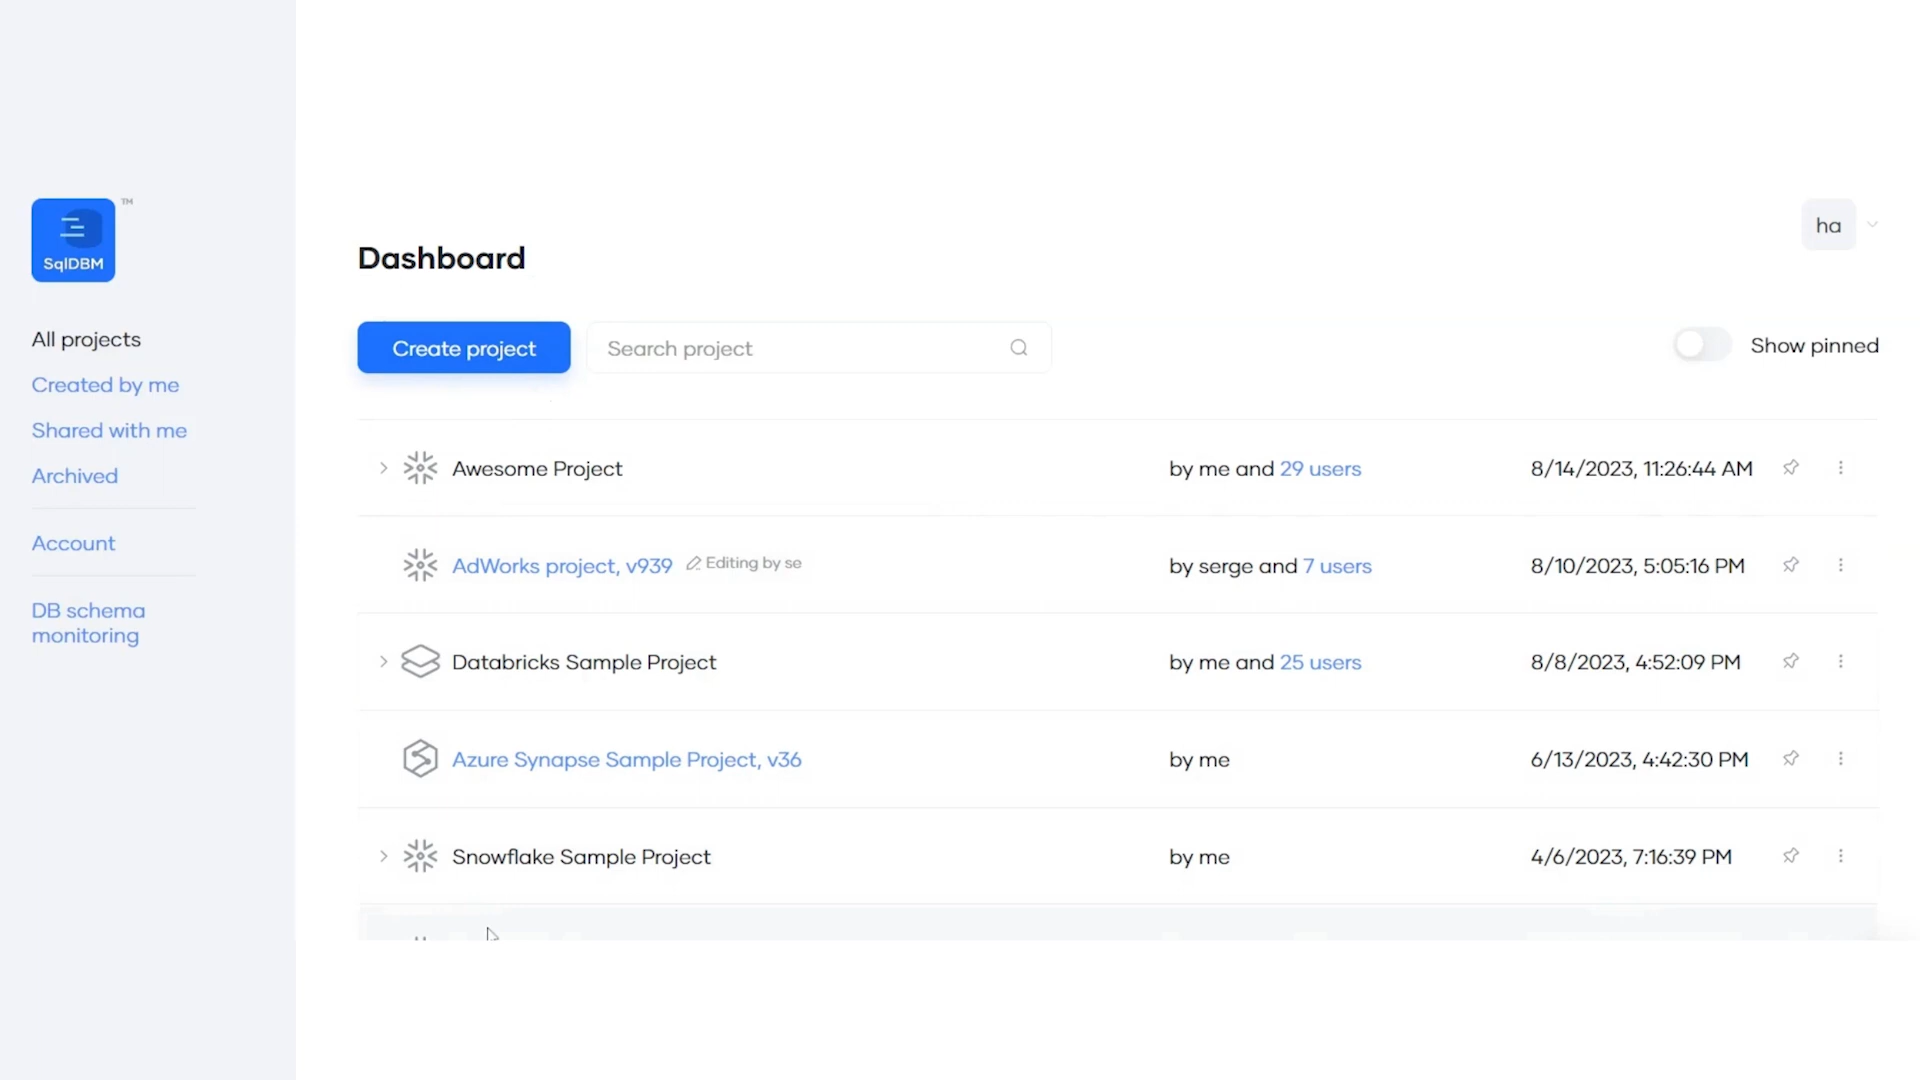 SqlDBM
TM
All projects
Created by me
Shared with me
Archived
Account
DB schema
monitoring
ha
Dashboard
Create project
Search project
Show pinned
Awesome Project
by me and 29 users
8/14/2023, 11:26:44 AM
AdWorks project, v939
Editing by se
by serge and 7 users
8/10/2023, 5:05:16 PM
Databricks Sample Project
by me and 25 users
8/8/2023, 4:52:09 PM
Azure Synapse Sample Project, v36
by me
6/13/2023, 4:42:30 PM
Snowflake Sample Project
by me
4/6/2023, 7:16:39 PM